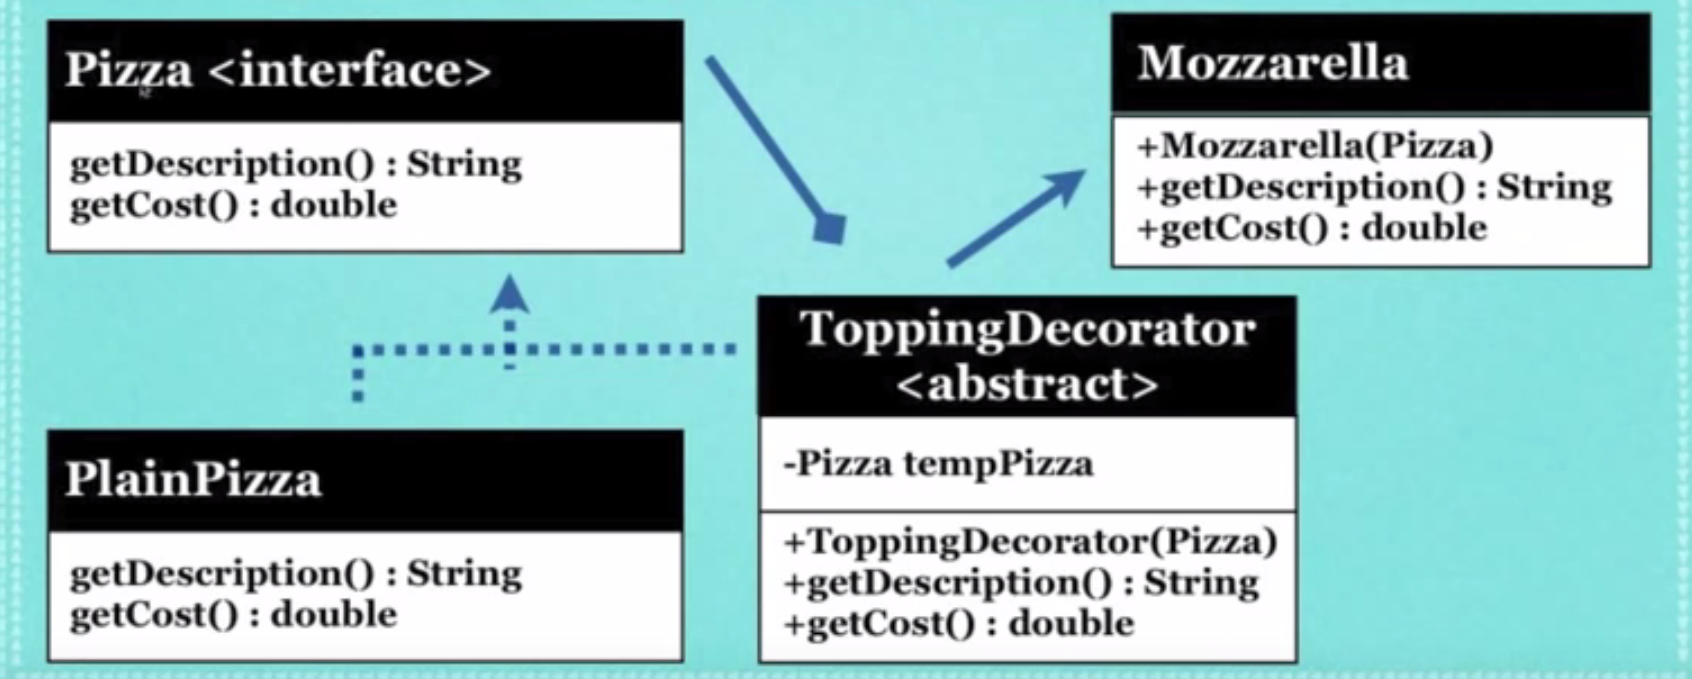 Pizza <interface>
getDescription() : String
getCost() : double
Mozzarella
+Mozzarella(Pizza)
+getDescription() : String
+getCost() : double
ToppingDecorator
<abstract>
-Pizza tempPizza
+ToppingDecorator(Pizza)
+getDescription() : String
+getCost() : double
PlainPizza
getDescription() : String
getCost() : double